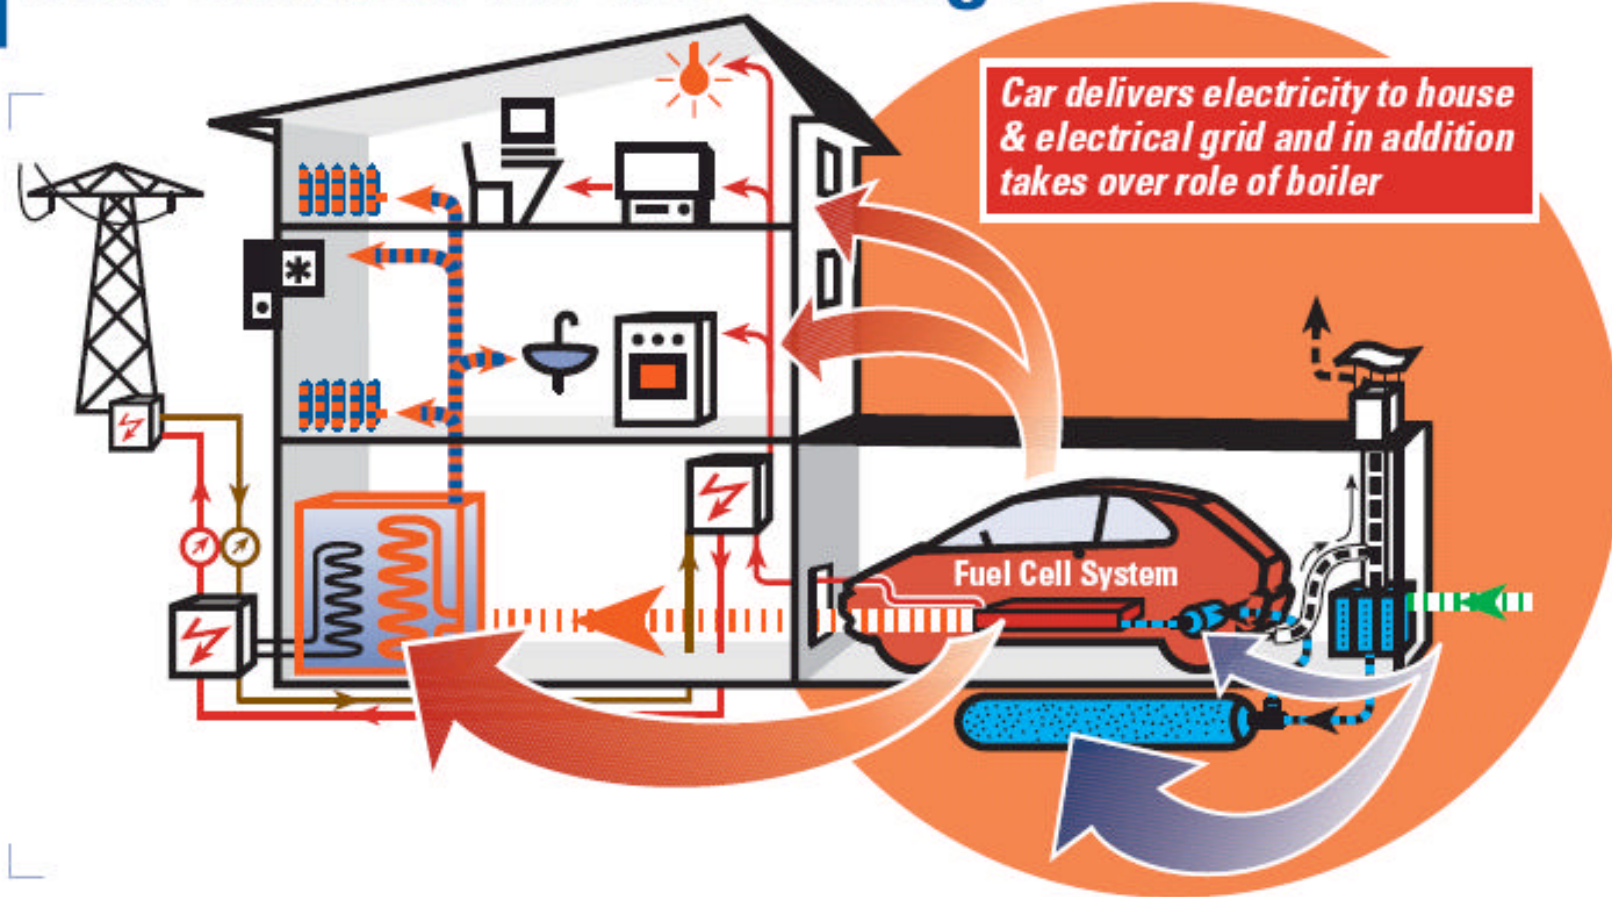 Car delivers electricity to house
& electrical grid and in addition
takes over role of boiler
Fuel Cell System